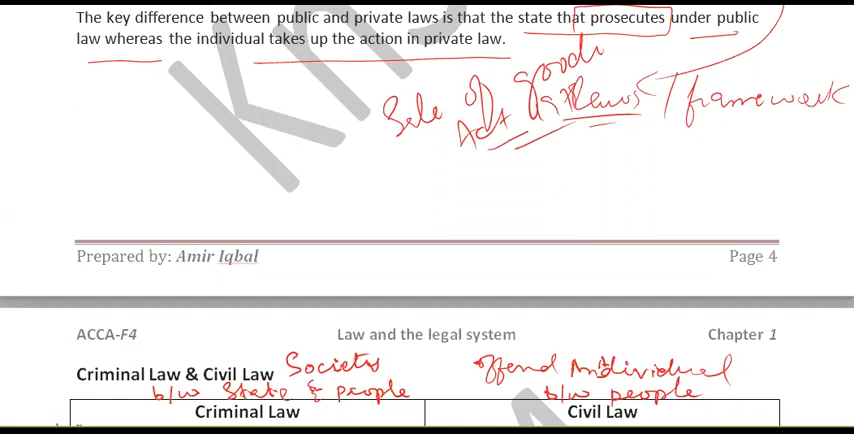 The key difference between public and private laws is that the state that prosecutes under public
law whereas the individual takes up the action in private law.
Sale of goods
Act laws / framework
Prepared by: Amir Iqbal Page 4
ACCA-F4 Law and the legal system Chapter 1
Criminal Law & Civil Law Society offend Individual
b/w State & people b/w people
Criminal Law Civil Law